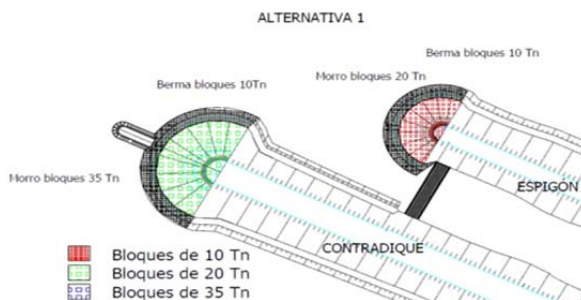 ALTERNATIVA 1
Berma bloques 10 Tn
Morro bloques 20 Tn
Berma bloques 10Tn
Morro bloques 35 Tn
ESPIGÓN
CONTRADIQUE
Bloques de 10 Tn
Bloques de 20 Tn
Bloques de 35 Tn